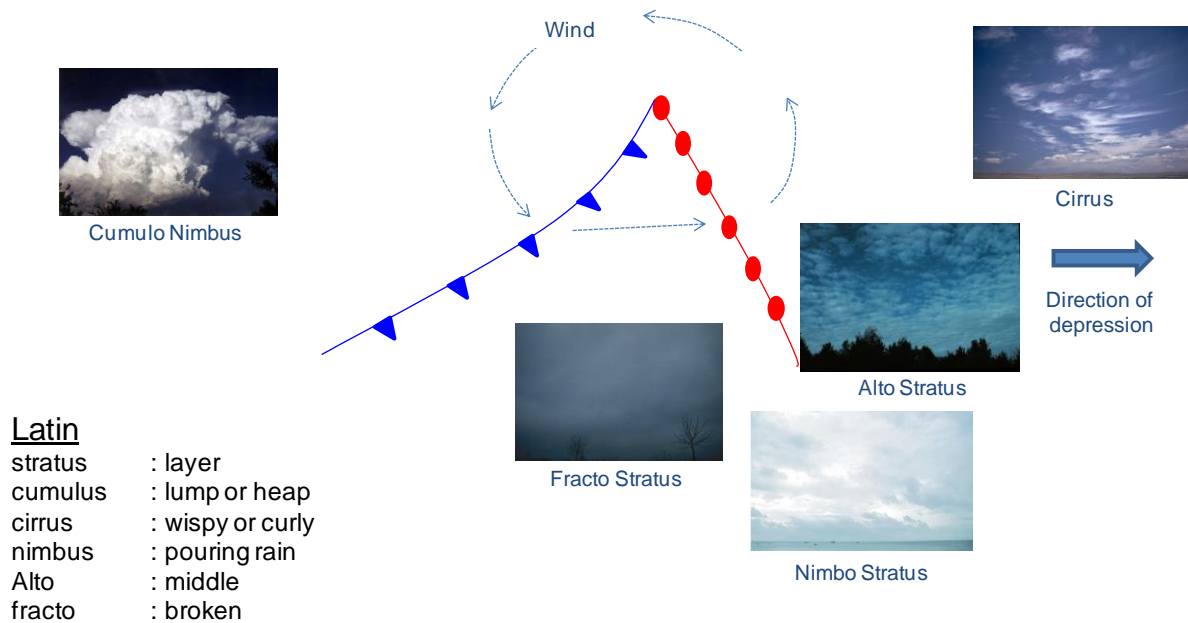 Wind
Cumulo Nimbus
Cirrus
Direction of
depression
Alto Stratus
Fracto Stratus
Nimbo Stratus
Latin
stratus : layer
cumulus : lump or heap
cirrus : wispy or curly
nimbus : pouring rain
Alto : middle
fracto : broken